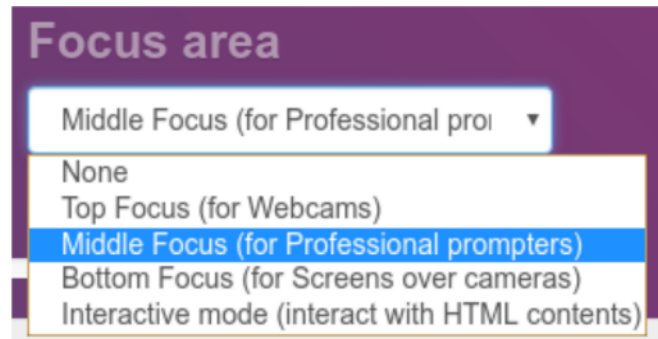 Focus area
Middle Focus (for Professional pro
None
Top Focus (for Webcams)
Middle Focus (for Professional prompters)
Bottom Focus (for Screens over cameras)
Interactive mode (interact with HTML contents)